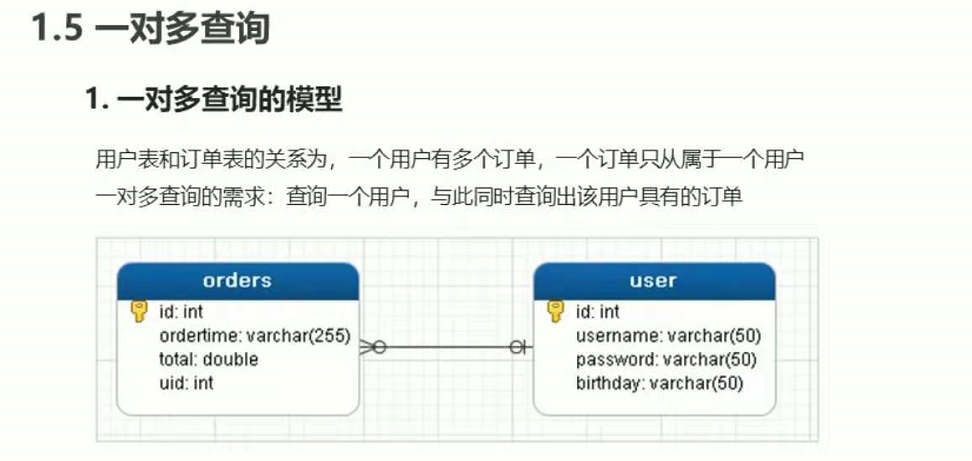 1.5 一对多查询
1. 一对多查询的模型
用户表和订单表的关系为，一个用户有多个订单，一个订单只从属于一个用户
一对多查询的需求：查询一个用户，与此同时查询出该用户具有的订单
orders
id: int
ordertime: varchar(255)
total: double
uid: int
user
id: int
username: varchar(50)
password: varchar(50)
birthday: varchar(50)